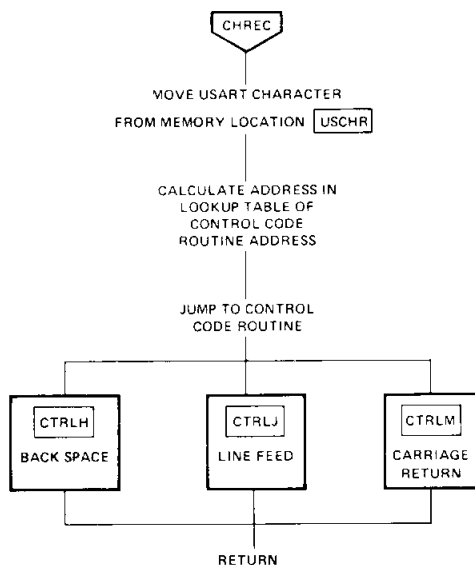 CHREC
MOVE USART CHARACTER
FROM MEMORY LOCATION USCHR
CALCULATE ADDRESS IN
LOOKUP TABLE OF
CONTROL CODE
ROUTINE ADDRESS
JUMP TO CONTROL
CODE ROUTINE
CTRLH
BACK SPACE
CTRLJ
LINE FEED
CTRLM
CARRIAGE
RETURN
RETURN